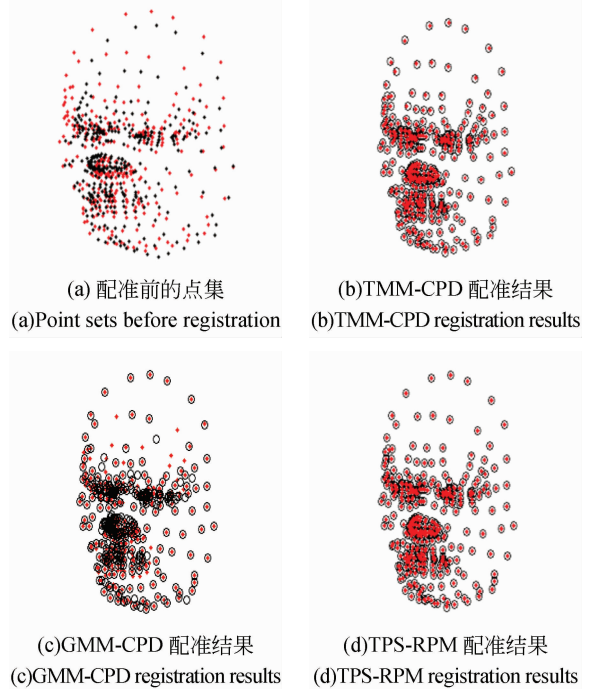 (a) 配准前的点集
(a)Point sets before registration
(b)TMM-CPD 配准结果
(b)TMM-CPD registration results
(c)GMM-CPD 配准结果
(c)GMM-CPD registration results
(d)TPS-RPM 配准结果
(d)TPS-RPM registration results